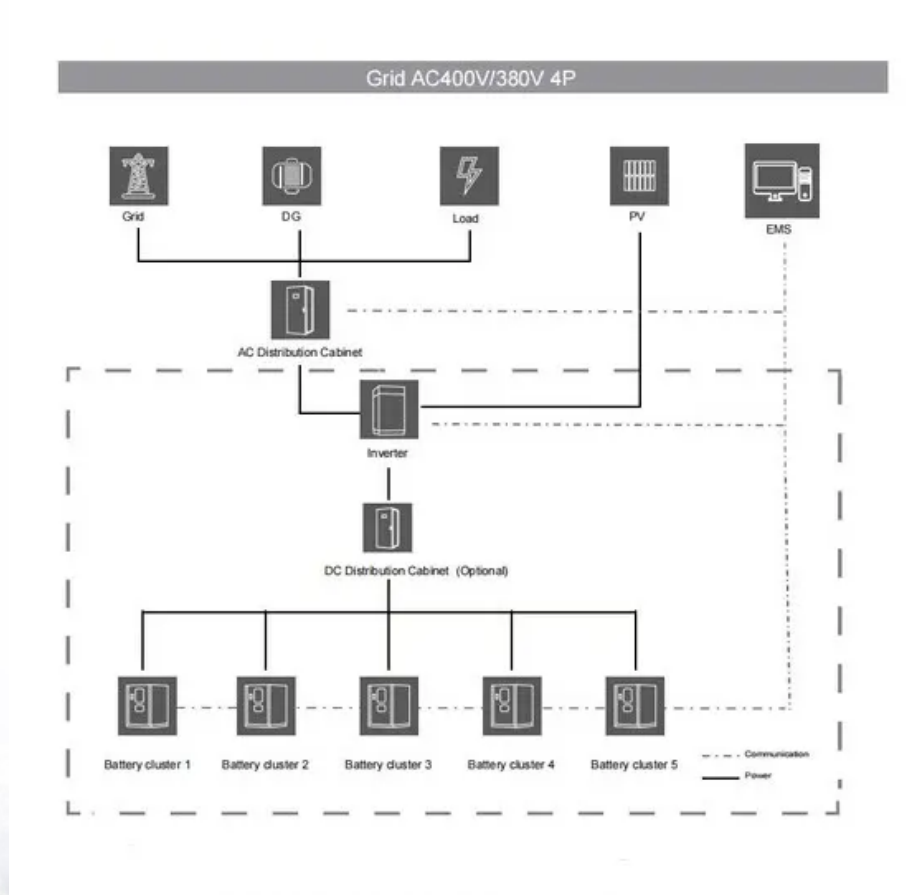 Grid AC400V/380V 4P
Grid
DG
Load
PV
EMS
AC Distribution Cabinet
Inverter
DC Distribution Cabinet (Optional)
Battery cluster 1
Battery cluster 2
Battery cluster 3
Battery cluster 4
Battery cluster 5
Communication
Power